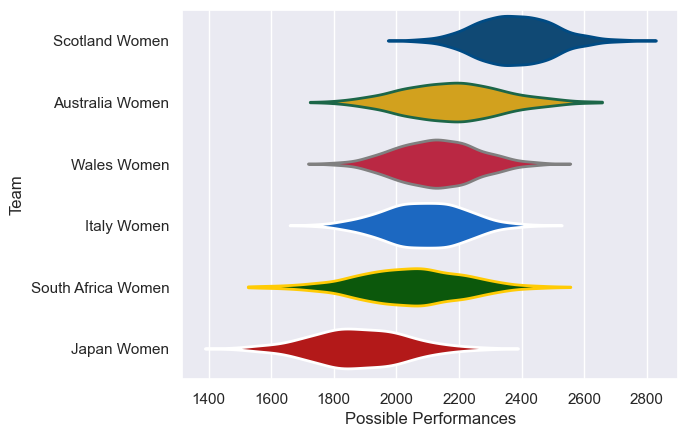 Scotland Women
Australia Women
Wales Women
Italy Women
South Africa Women
Japan Women
Team
1400 1600 1800 2000 2200 2400 2600 2800
Possible Performances